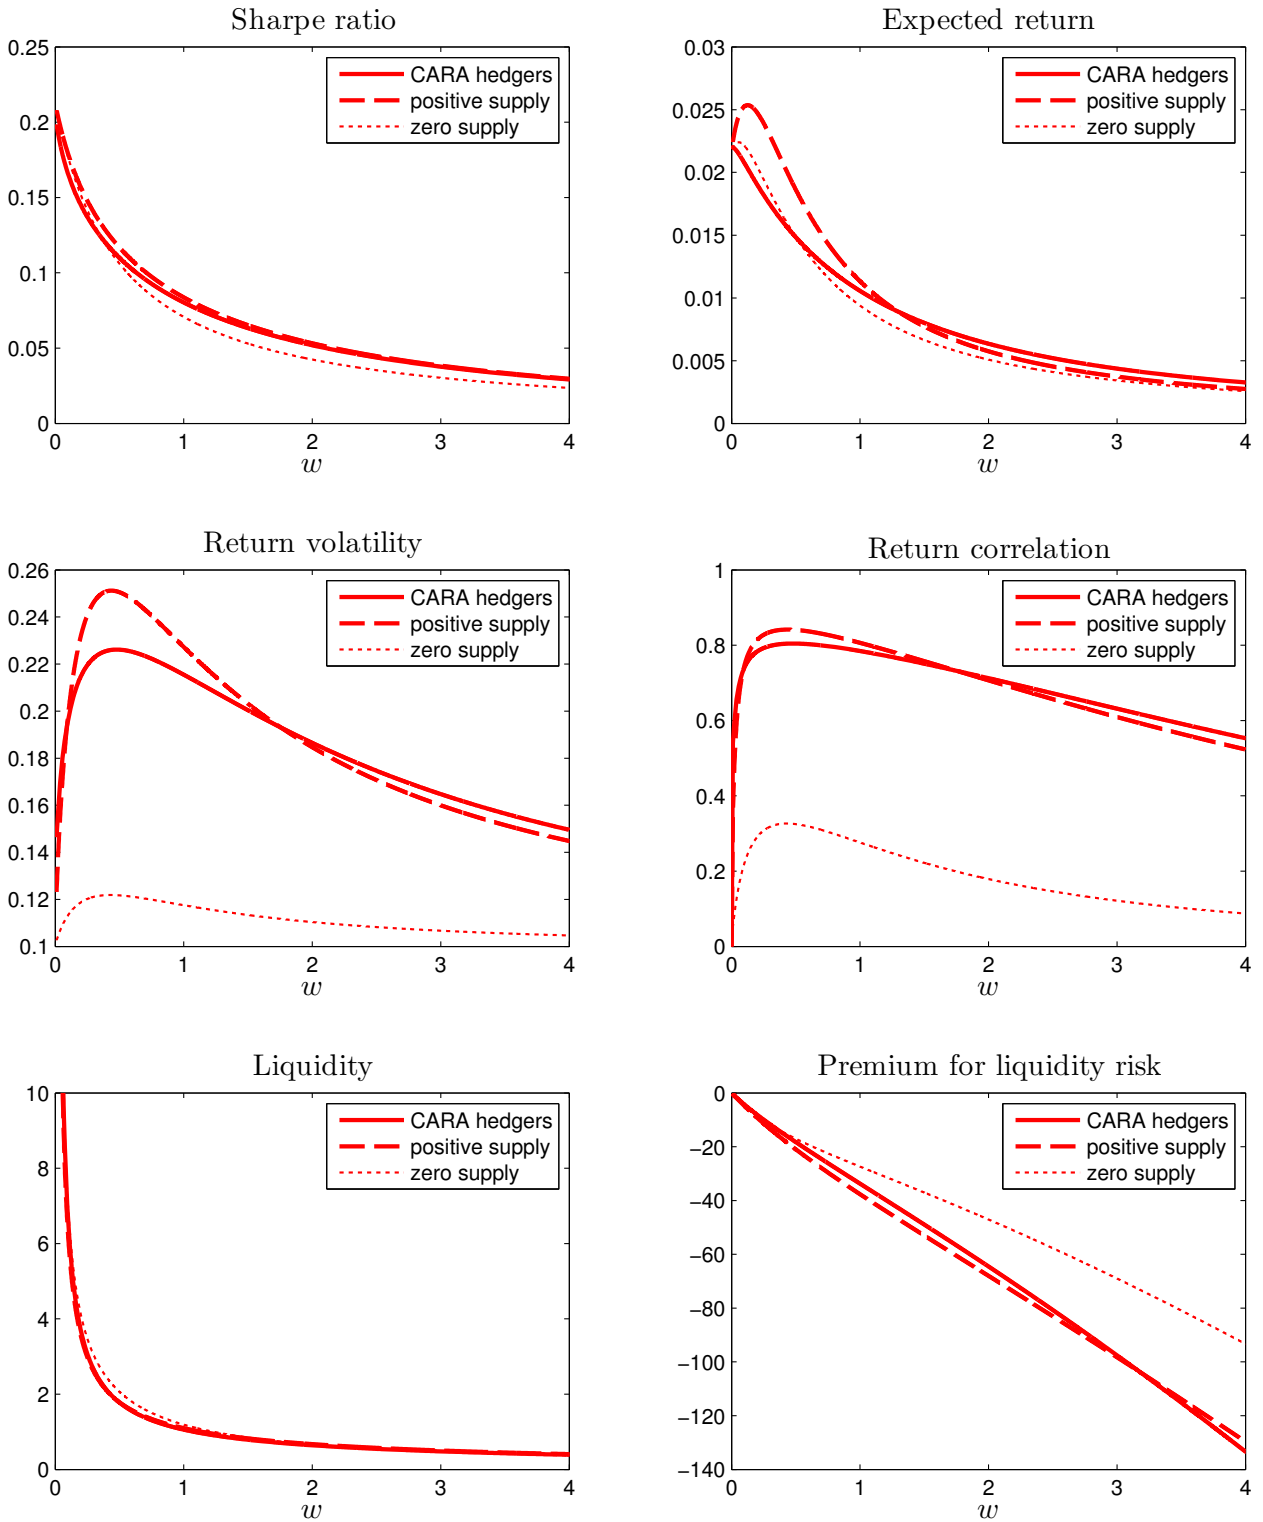 Sharpe ratio
0.25
0.2
0.15
0.1
0.05
0
CARA hedgers
positive supply
zero supply
0 1 2 3 4
w
Expected return
0.03
0.025
0.02
0.015
0.01
0.005
0
CARA hedgers
positive supply
zero supply
0 1 2 3 4
w
Return volatility
0.26
0.24
0.22
0.2
0.18
0.16
0.14
0.12
0.1
CARA hedgers
positive supply
zero supply
0 1 2 3 4
w
Return correlation
1
0.8
0.6
0.4
0.2
0
CARA hedgers
positive supply
zero supply
0 1 2 3 4
w
Liquidity
10
8
6
4
2
0
CARA hedgers
positive supply
zero supply
0 1 2 3 4
w
Premium for liquidity risk
0
−20
−40
−60
−80
−100
−120
−140
CARA hedgers
positive supply
zero supply
0 1 2 3 4
w